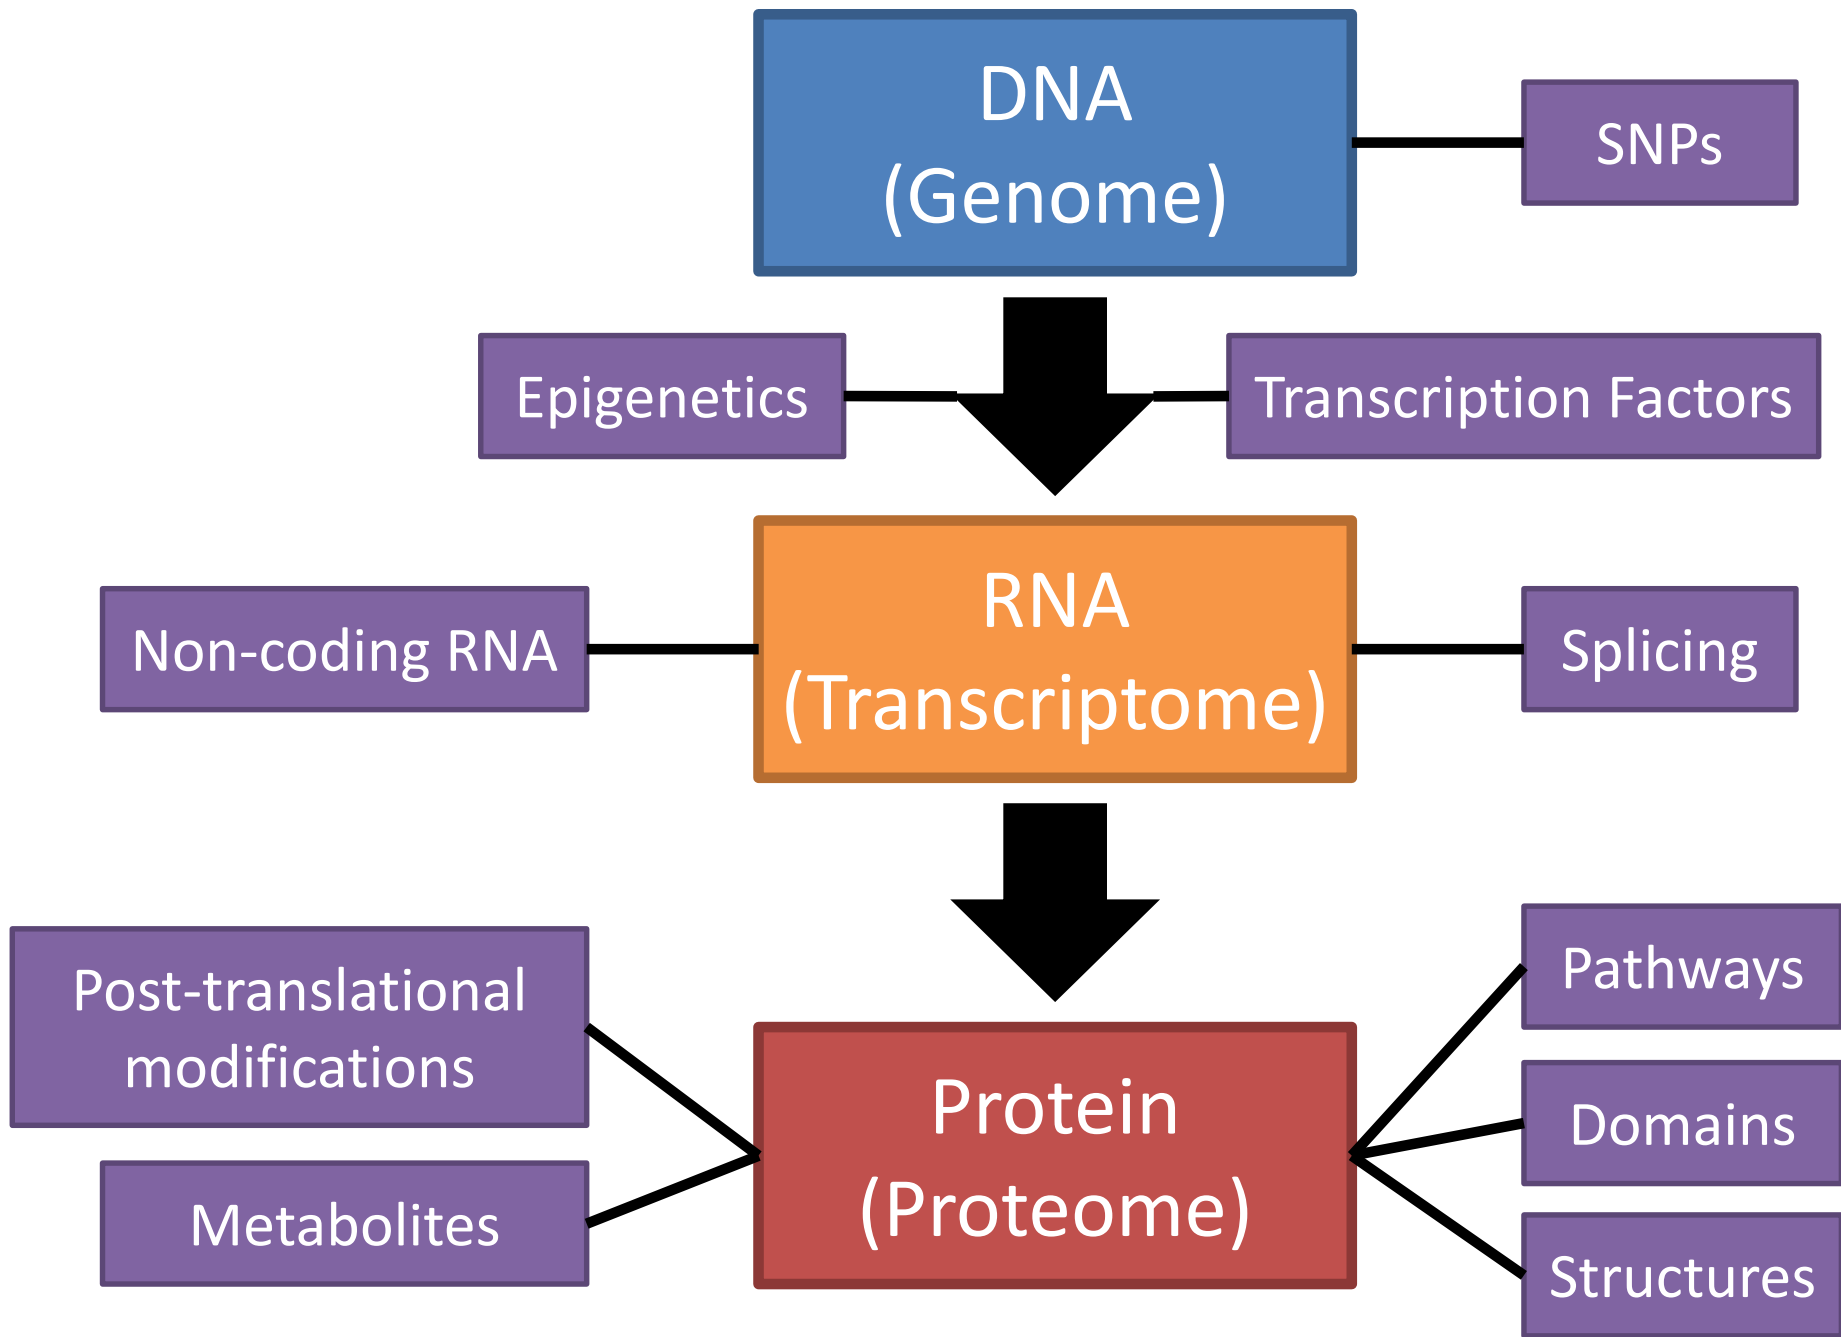 DNA
(Genome)
SNPs
Epigenetics
Transcription Factors
RNA
(Transcriptome)
Non-coding RNA
Splicing
Post-translational
modifications
Metabolites
Protein
(Proteome)
Pathways
Domains
Structures